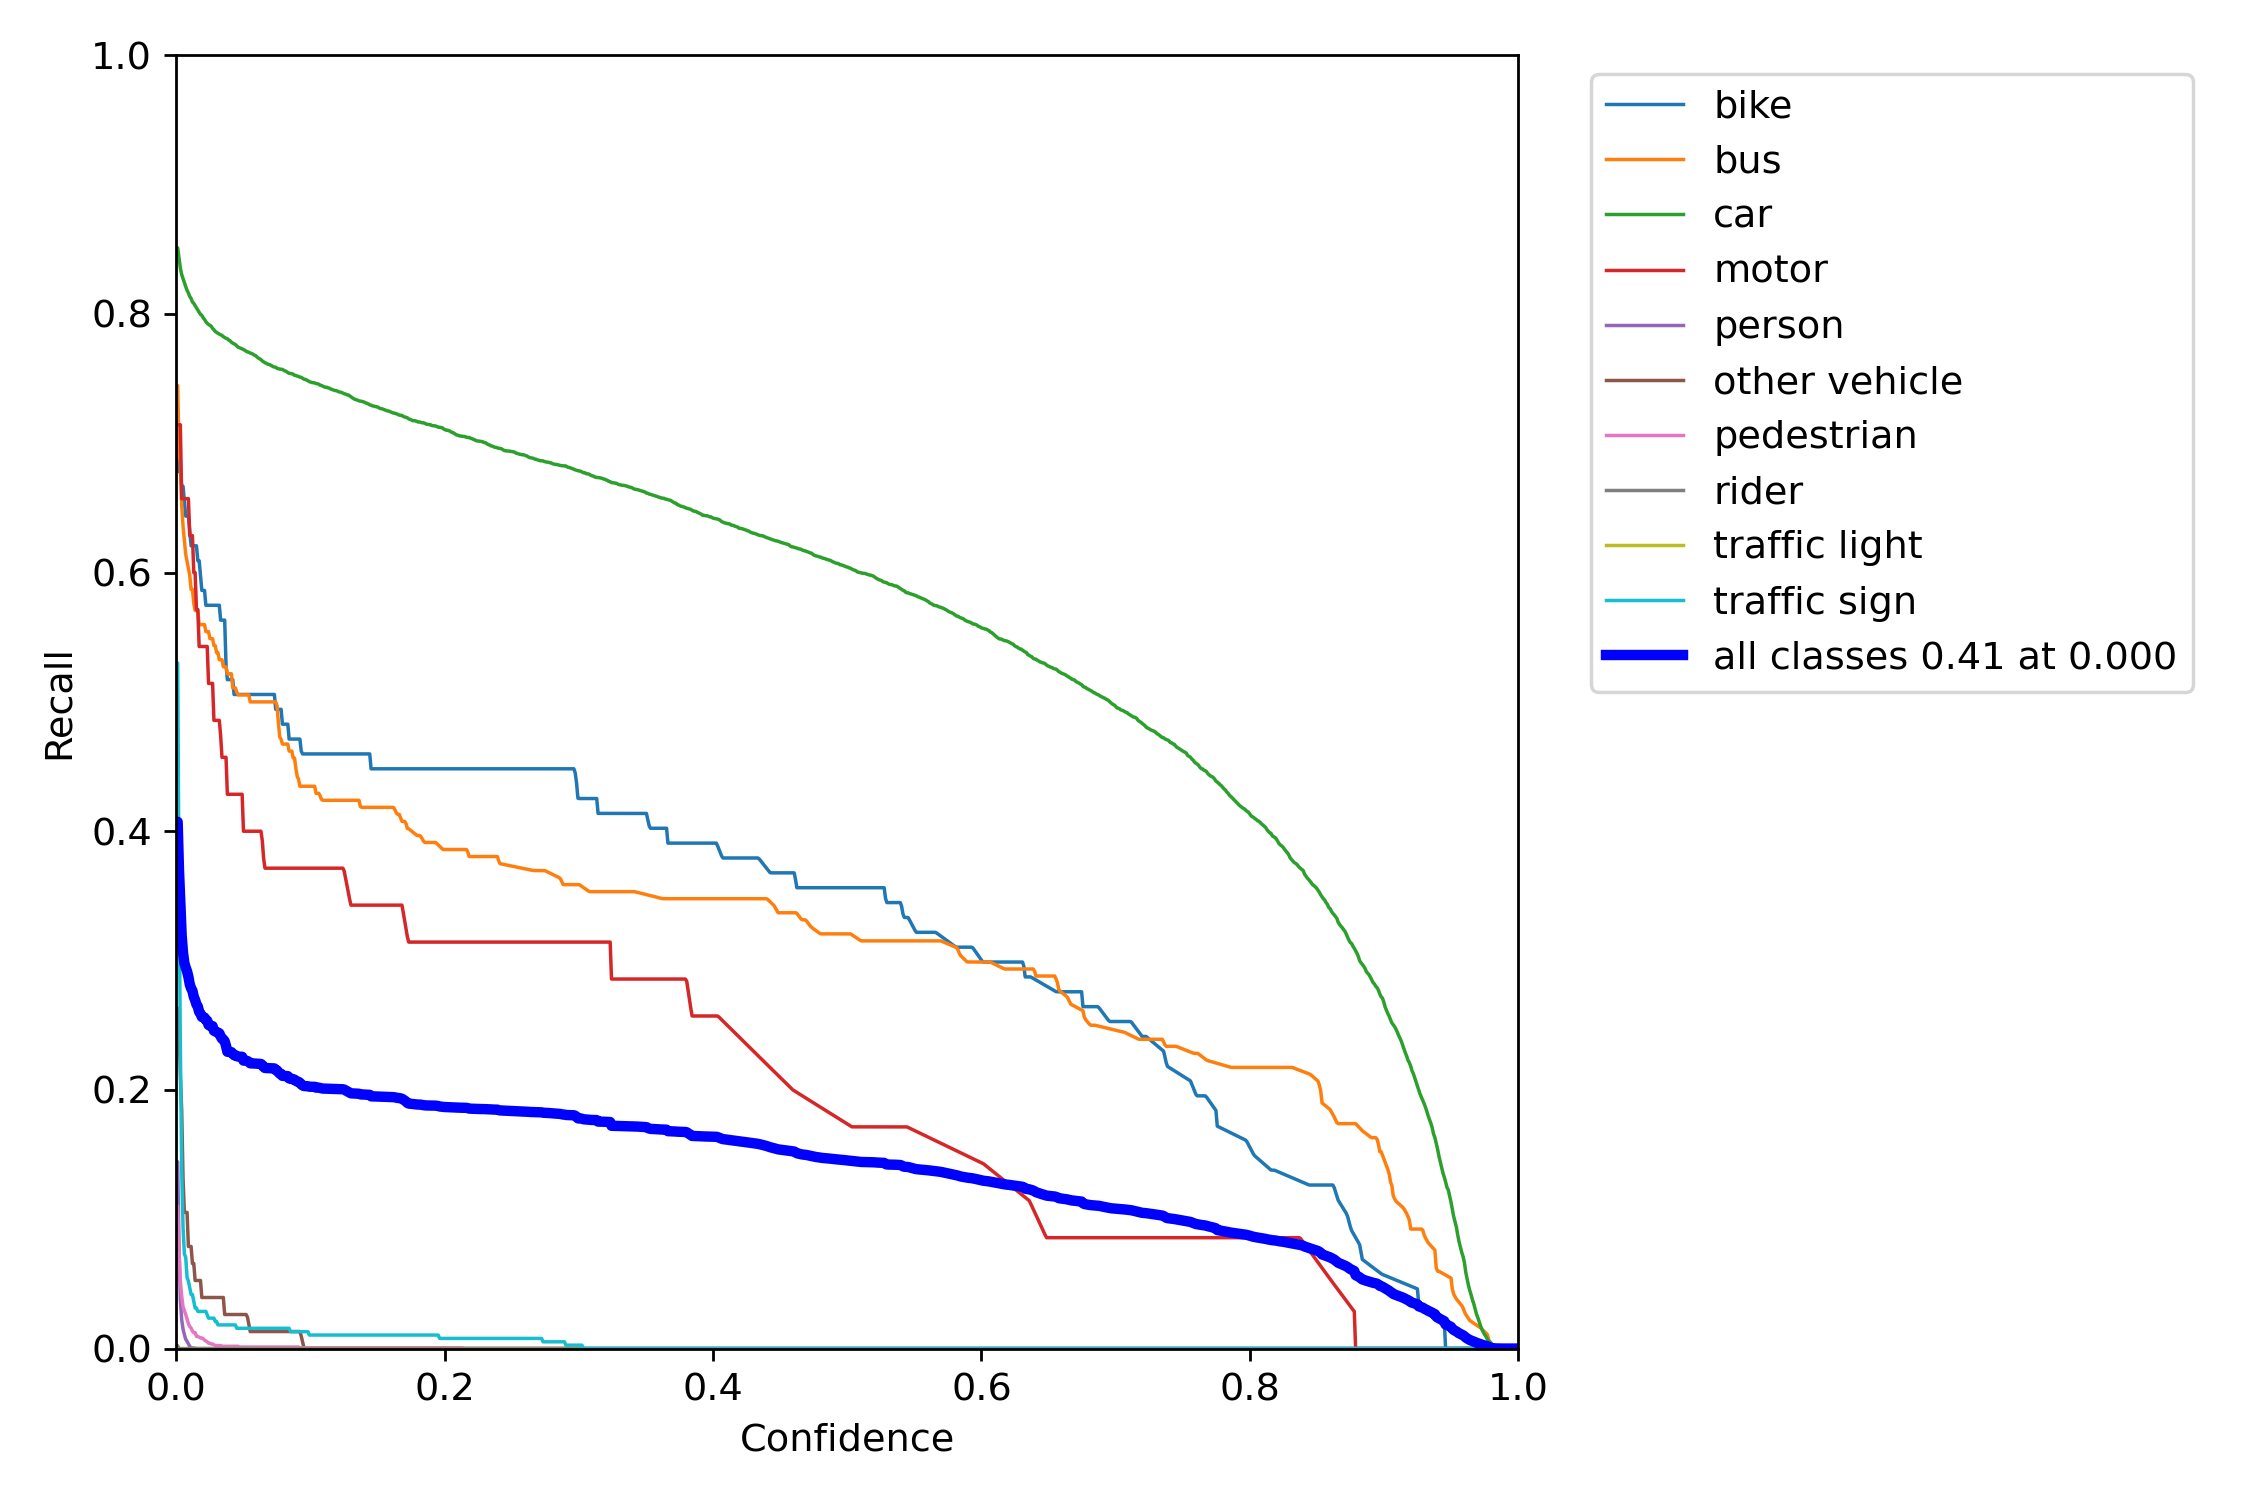 1.0
0.8
0.6
0.4
0.2
0.0
Recall
0.0 0.2 0.4 0.6 0.8 1.0
Confidence
bike
bus
car
motor
person
other vehicle
pedestrian
rider
traffic light
traffic sign
all classes 0.41 at 0.000